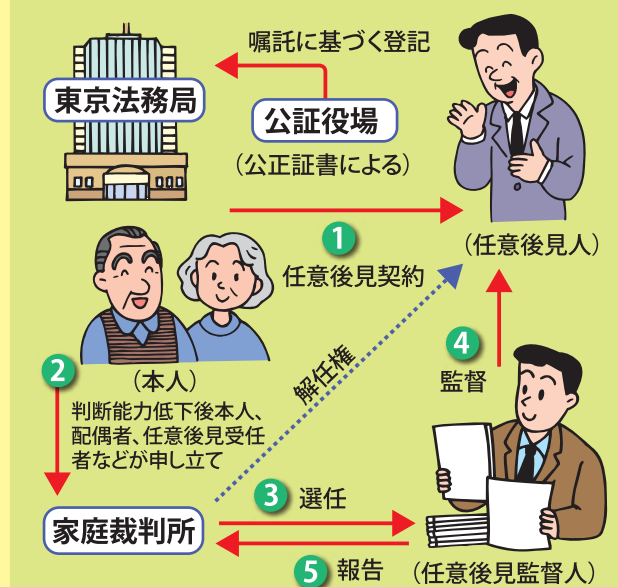 嘱託に基づく登記
東京法務局
公証役場
(公正証書による)
1
任意後見契約
(任意後見人)
(本人)
2
判断能力低下後本人、
配偶者、任意後見受任
者などが申し立て
解任権
4
監督
家庭裁判所
3 選任
5 報告
(任意後見監督人)